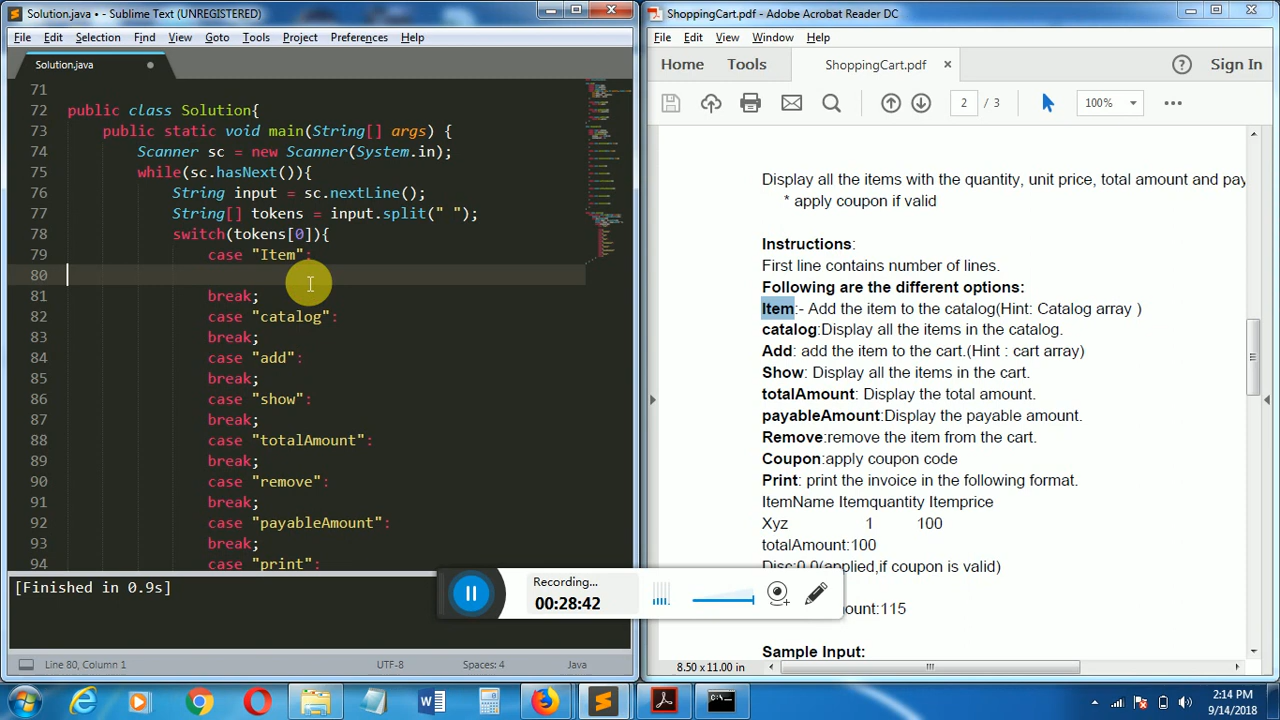 Solution.java • - Sublime Text (UNREGISTERED)
File Edit Selection Find View Goto Tools Project Preferences Help
Solution.java
71
72 public class Solution{
73 public static void main(String[] args) {
74 Scanner sc = new Scanner(System.in);
75 while(sc.hasNext()){
76 String input = sc.nextLine();
77 String[] tokens = input.split(" ");
78 switch(tokens[0]){
79 case "Item":
80
81 break;
82 case "catalog":
83 break;
84 case "add":
85 break;
86 case "show":
87 break;
88 case "totalAmount":
89 break;
90 case "remove":
91 break;
92 case "payableAmount":
93 break;
94 case "print":
[Finished in 0.9s]
Line 80, Column 1 UTF-8 Spaces: 4 Java
ShoppingCart.pdf - Adobe Acrobat Reader DC
File Edit View Window Help
Home Tools ShoppingCart.pdf × Sign In
2 / 3 100%
Display all the items with the quantity, unit price, total amount and pay
* apply coupon if valid
Instructions:
First line contains number of lines.
Following are the different options:
Item:- Add the item to the catalog(Hint: Catalog array )
catalog:Display all the items in the catalog.
Add: add the item to the cart.(Hint : cart array)
Show: Display all the items in the cart.
totalAmount: Display the total amount.
payableAmount:Display the payable amount.
Remove:remove the item from the cart.
Coupon:apply coupon code
Print: print the invoice in the following format.
ItemName Itemquantity Itemprice
Xyz 1 100
totalAmount:100
Disc:0.0(applied,if coupon is valid)
ount:115
Sample Input:
8.50 x 11.00 in
Recording...
00:28:42
2:14 PM
9/14/2018